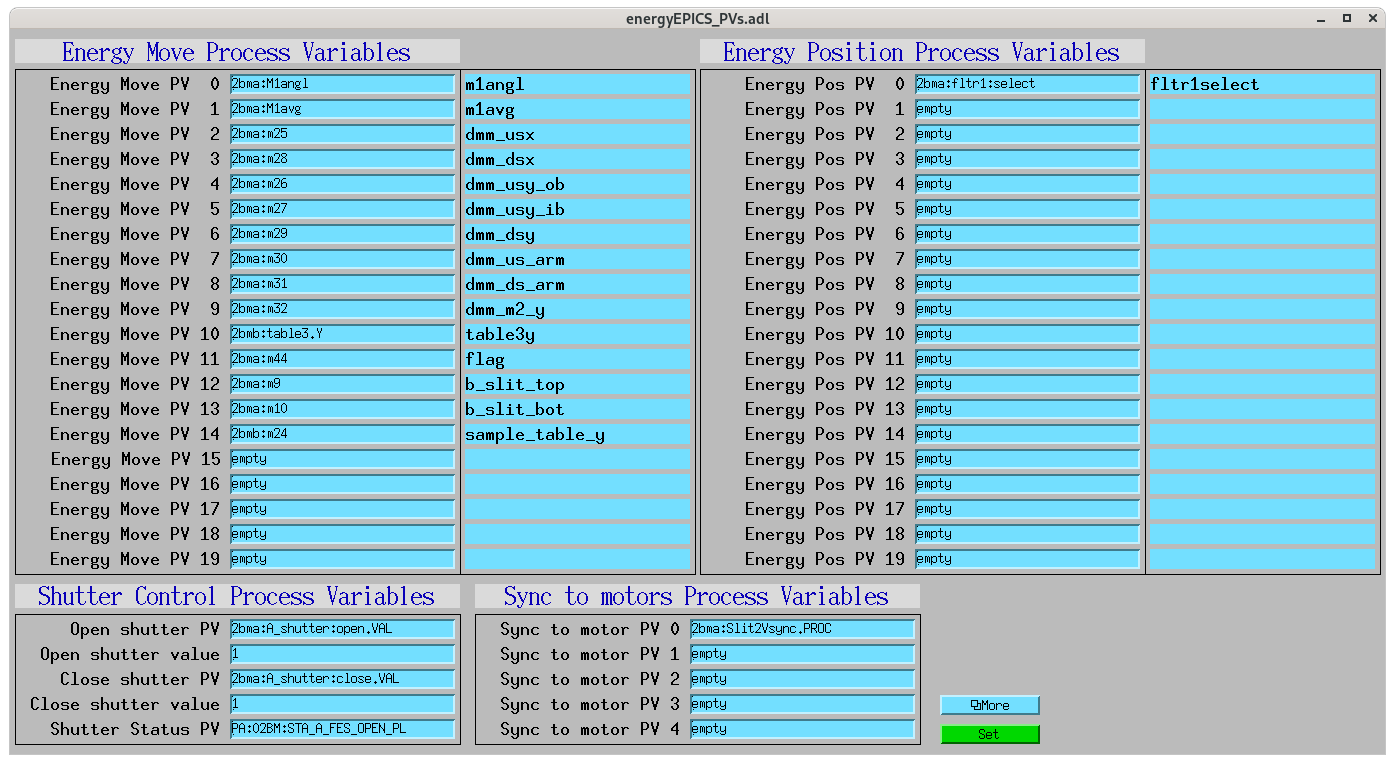 energyEPICS_PVs.adl
Energy Move Process Variables
Energy Move PV 0 2bma:M1angl m1angl
Energy Move PV 1 2bma:M1avg m1avg
Energy Move PV 2 2bma:m25 dmm_usx
Energy Move PV 3 2bma:m28 dmm_dsx
Energy Move PV 4 2bma:m26 dmm_usy_ob
Energy Move PV 5 2bma:m27 dmm_usy_ib
Energy Move PV 6 2bma:m29 dmm_dsy
Energy Move PV 7 2bma:m30 dmm_us_arm
Energy Move PV 8 2bma:m31 dmm_ds_arm
Energy Move PV 9 2bma:m32 dmm_m2_y
Energy Move PV 10 2bmb:table3.Y table3y
Energy Move PV 11 2bma:m44 flag
Energy Move PV 12 2bma:m9 b_slit_top
Energy Move PV 13 2bma:m10 b_slit_bot
Energy Move PV 14 2bmb:m24 sample_table_y
Energy Move PV 15 empty
Energy Move PV 16 empty
Energy Move PV 17 empty
Energy Move PV 18 empty
Energy Move PV 19 empty
Energy Position Process Variables
Energy Pos PV 0 2bma:fltr1:select fltr1select
Energy Pos PV 1 empty
Energy Pos PV 2 empty
Energy Pos PV 3 empty
Energy Pos PV 4 empty
Energy Pos PV 5 empty
Energy Pos PV 6 empty
Energy Pos PV 7 empty
Energy Pos PV 8 empty
Energy Pos PV 9 empty
Energy Pos PV 10 empty
Energy Pos PV 11 empty
Energy Pos PV 12 empty
Energy Pos PV 13 empty
Energy Pos PV 14 empty
Energy Pos PV 15 empty
Energy Pos PV 16 empty
Energy Pos PV 17 empty
Energy Pos PV 18 empty
Energy Pos PV 19 empty
Shutter Control Process Variables
Open shutter PV 2bma:A_shutter:open.VAL
Open shutter value 1
Close shutter PV 2bma:A_shutter:close.VAL
Close shutter value 1
Shutter Status PV PA:02BM:STA_A_FES_OPEN_PL
Sync to motors Process Variables
Sync to motor PV 0 2bma:Slit2Vsync.PROC
Sync to motor PV 1 empty
Sync to motor PV 2 empty
Sync to motor PV 3 empty
Sync to motor PV 4 empty
More
Set